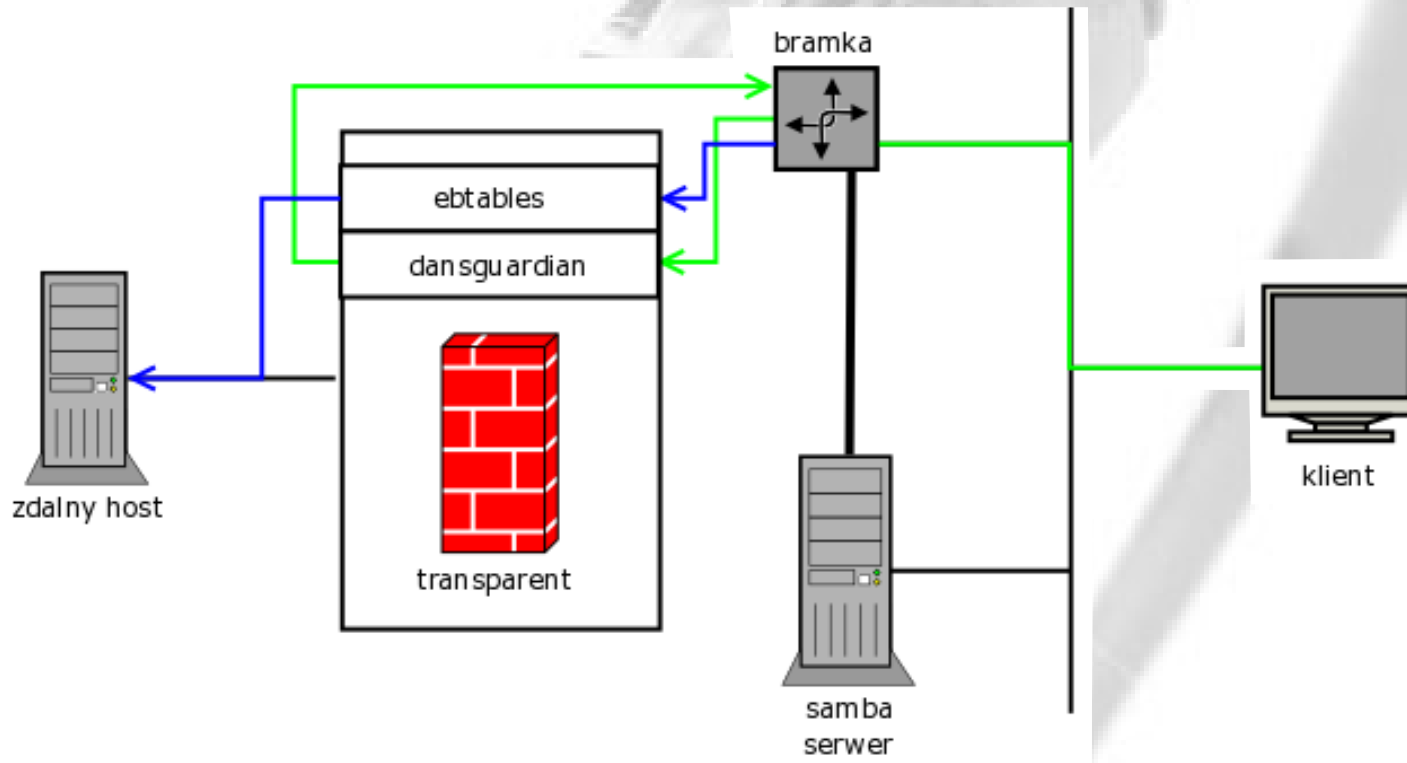 bramka
ebtables
dansguardian
zdalny host
transparent
klient
samba
serwer